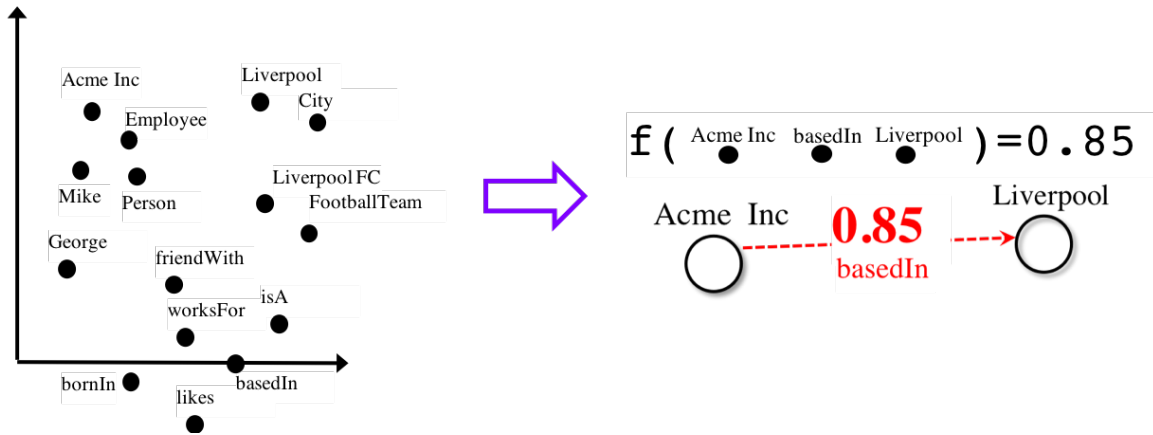 Acme Inc
Employee
Mike
Person
George
Liverpool
City
Liverpool FC
FootballTeam
friendWith
worksFor
isA
bornIn
likes
basedIn
f( Acme Inc basedIn Liverpool )=0.85
Acme Inc
0.85
basedIn
Liverpool